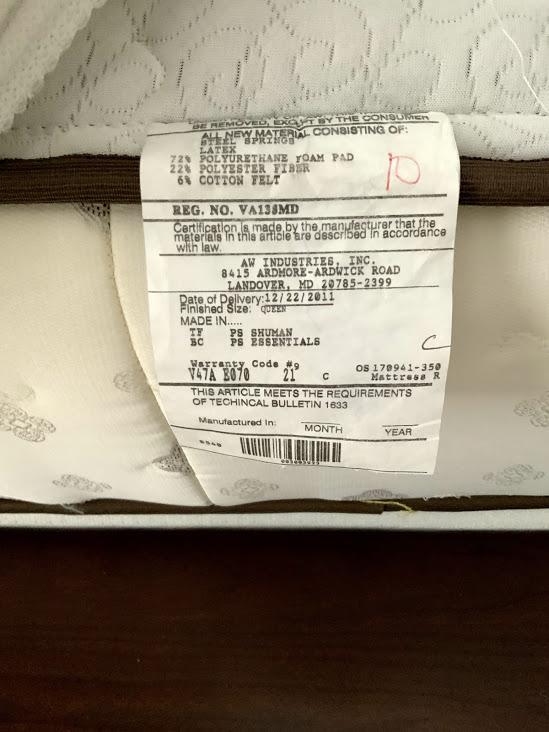 BE REMOVED, EXCEPT BY THE CONSUMER
ALL NEW MATERIAL CONSISTING OF:
STEEL SPRINGS
LATEX
72% POLYURETHANE FOAM PAD
22% POLYESTER FIBER
6% COTTON FELT
10
REG. NO. VA138MD
Certification is made by the manufacturer that the
materials in this article are described in accordance
with law.
AW INDUSTRIES, INC.
8415 ARDMORE-ARDWICK ROAD
LANDOVER, MD 20785-2399
Date of Delivery: 12/22/2011
Finished Size: QUEEN
MADE IN.....
TF PS SHUMAN
BC PS ESSENTIALS
C
Warranty Code #9 OS 170941-350
V47A E070 21 C Mattress R
THIS ARTICLE MEETS THE REQUIREMENTS
OF TECHINCAL BULLETIN 1633
Manufactured In: MONTH YEAR